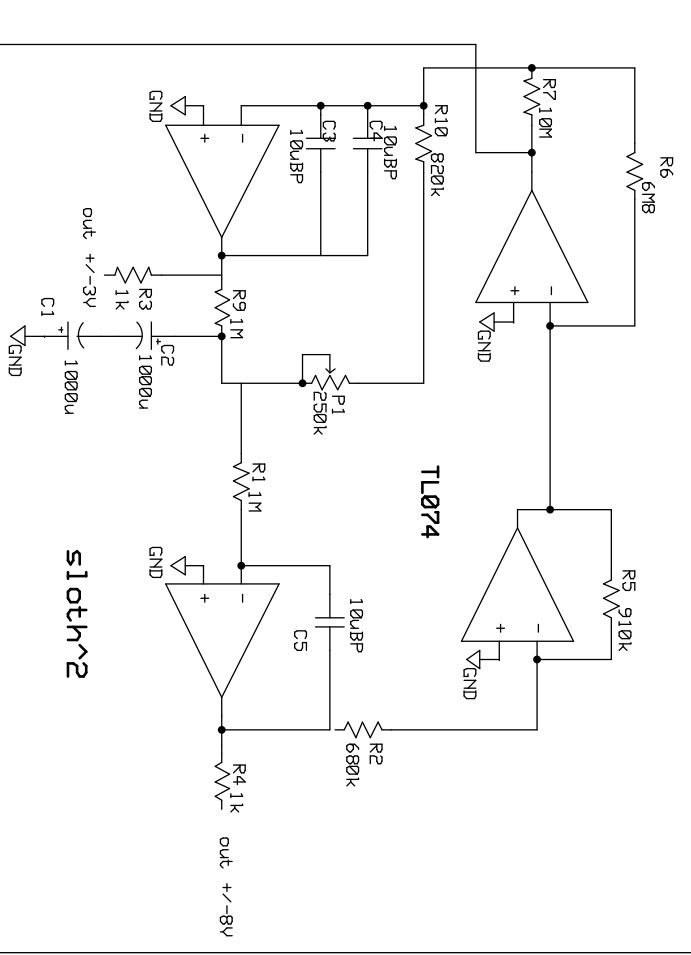 R6
6M8
R7
10M
R10
820k
C4
10uBP
C3
10uBP
GND
GND
out +/-3V
R3
1k
R9
1M
C1
1000u
C2
1000u
GND
P1
250k
TL074
R1
1M
R5
910k
GND
GND
10uBP
C5
sloth^2
R2
680k
R4
1k
out +/-8V
+
-
+
-
+
-
+
-
+
+